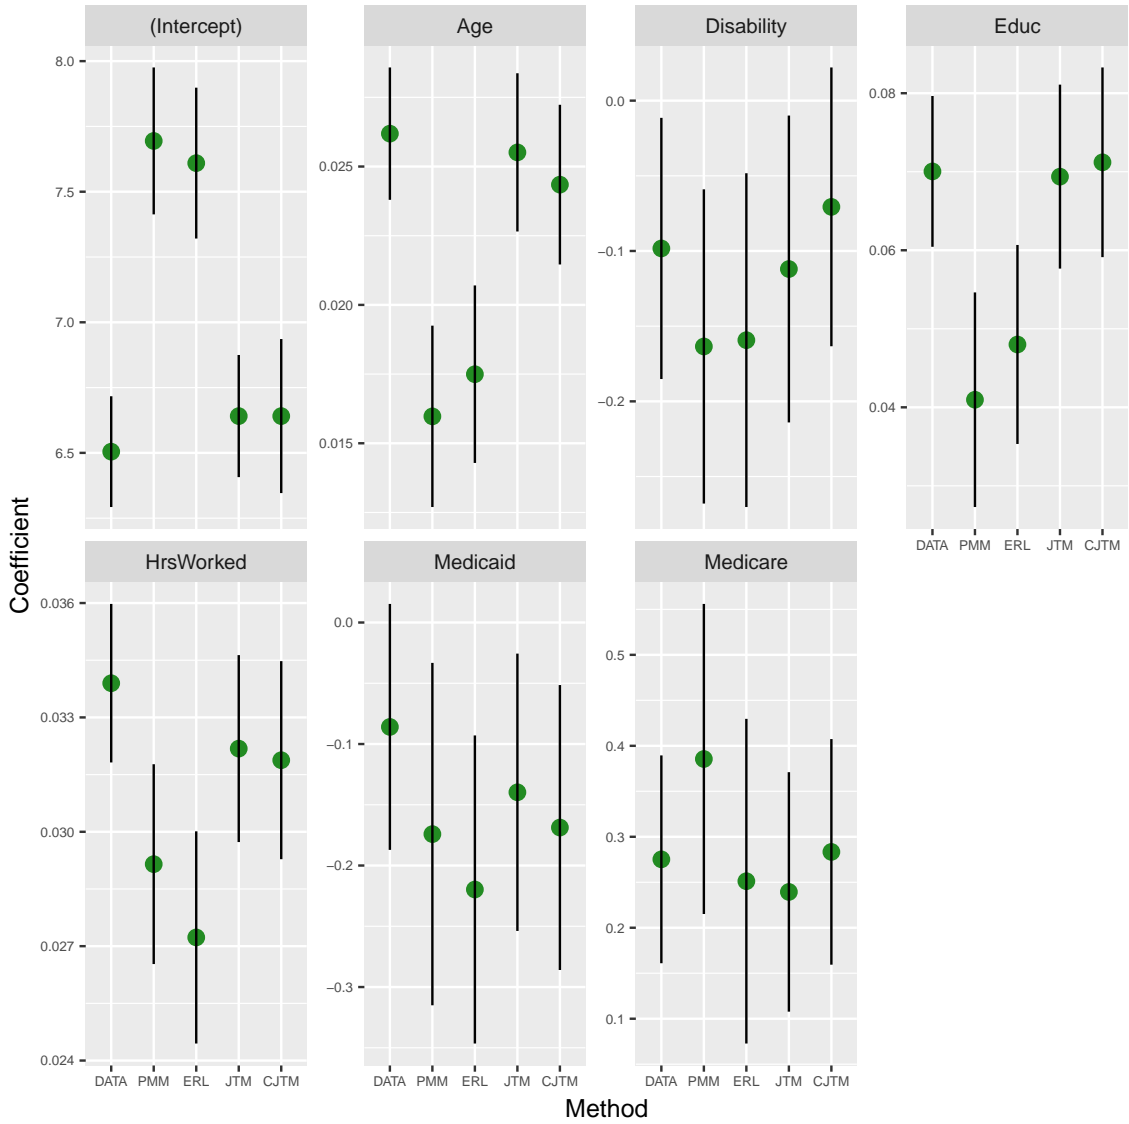 (Intercept)
Age
Disability
Educ
8.0
7.5
7.0
6.5
0.025
0.020
0.015
0.0
−0.1
−0.2
0.08
0.06
0.04
DATA PMM ERL JTM CJTM
HrsWorked
Medicaid
Medicare
0.036
0.033
0.030
0.027
0.024
0.0
−0.1
−0.2
−0.3
0.5
0.4
0.3
0.2
0.1
DATA PMM ERL JTM CJTM
DATA PMM ERL JTM CJTM
DATA PMM ERL JTM CJTM
Coefficient
Method